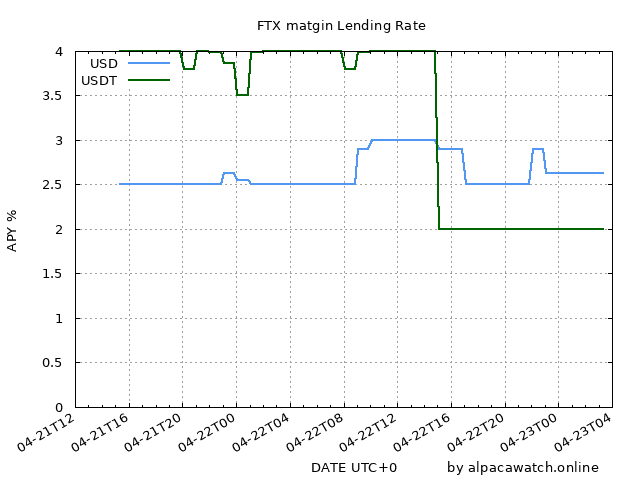 FTX matgin Lending Rate
USD
USDT
4
3.5
3
2.5
2
1.5
1
0.5
0
APY %
04-21T12
04-21T16
04-21T20
04-22T00
04-22T04
04-22T08
04-22T12
04-22T16
04-22T20
04-23T00
04-23T04
DATE UTC+0
by alpacawatch.online